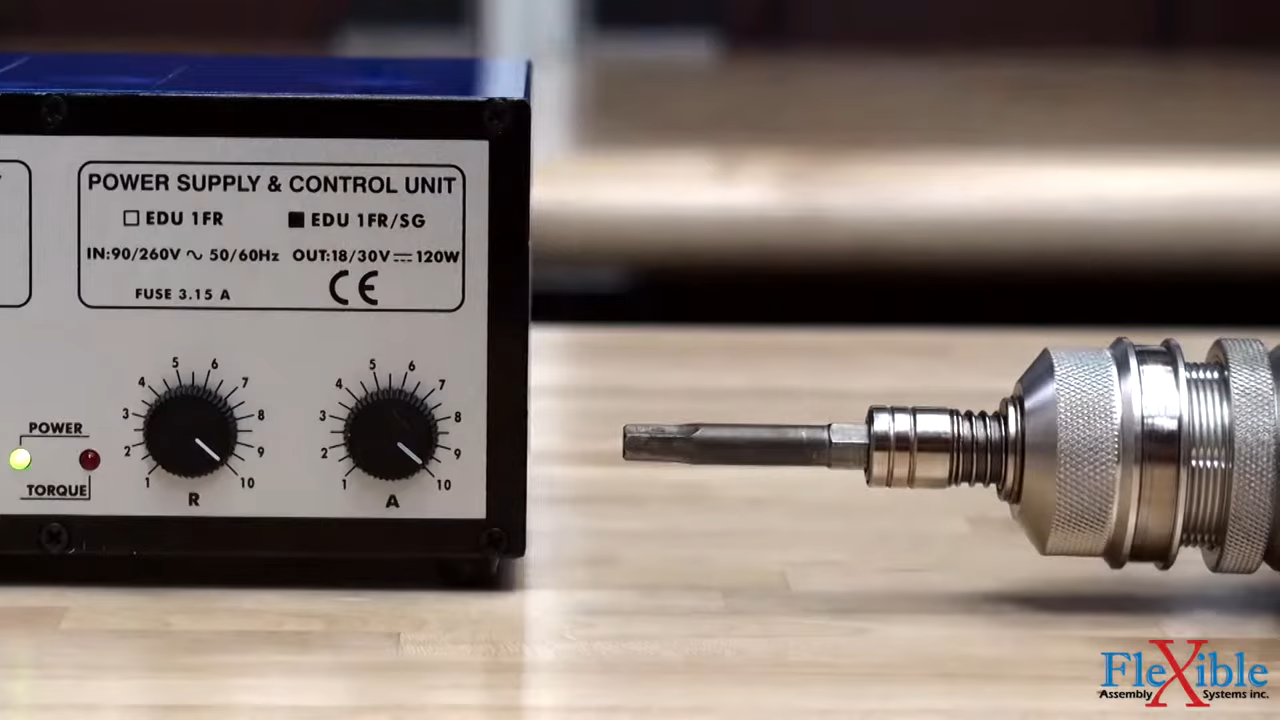 POWER SUPPLY & CONTROL UNIT
EDU 1FR EDU 1FR/SG
IN:90/260V ~ 50/60Hz OUT:18/30V ⎓ 120W
FUSE 3.15 A CE
1 2 3 4 5 6 7 8 9 10
R
1 2 3 4 5 6 7 8 9 10
A
POWER
TORQUE
FleXible
Assembly Systems inc.